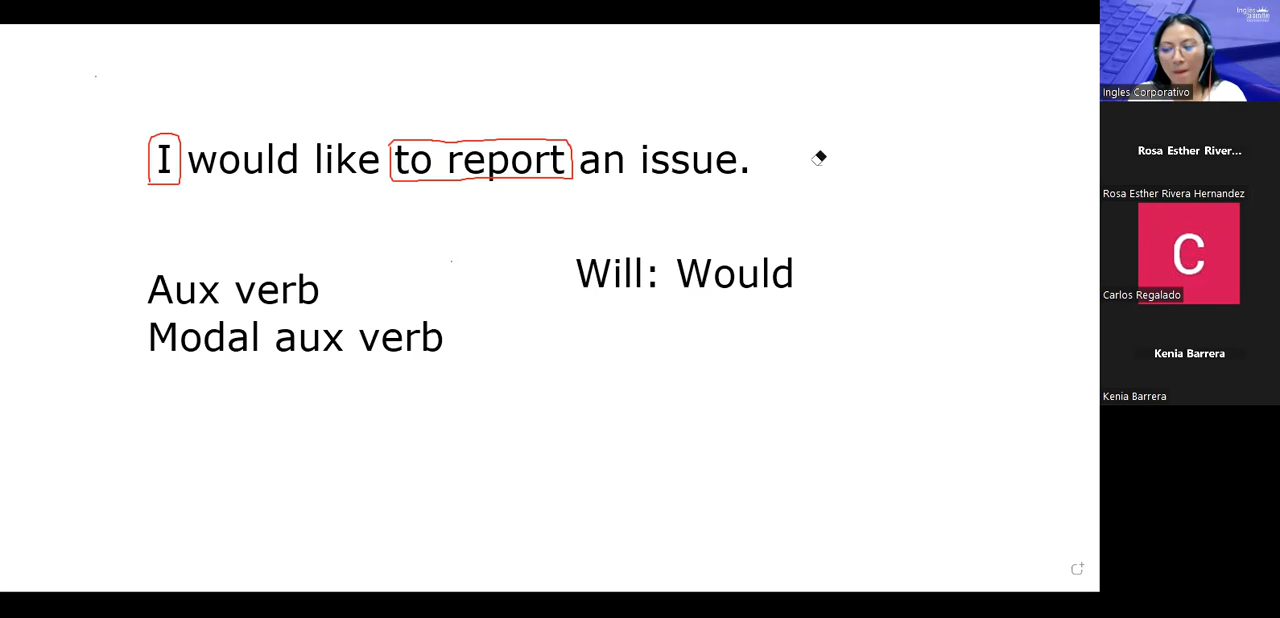 I would like to report an issue.
Will: Would
Aux verb
Modal aux verb
Ingles Corporativo
Rosa Esther River...
Rosa Esther Rivera Hernandez
C
Carlos Regalado
Kenia Barrera
Kenia Barrera